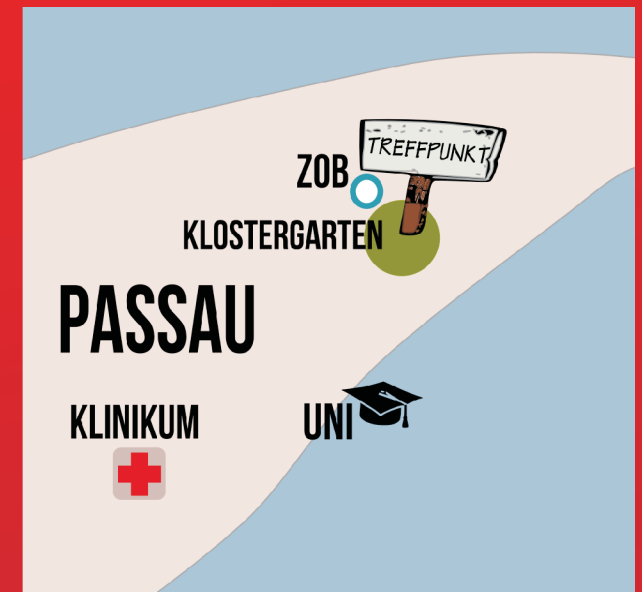 TREFFPUNKT
ZOB
KLOSTERGARTEN
PASSAU
KLINIKUM
UNI